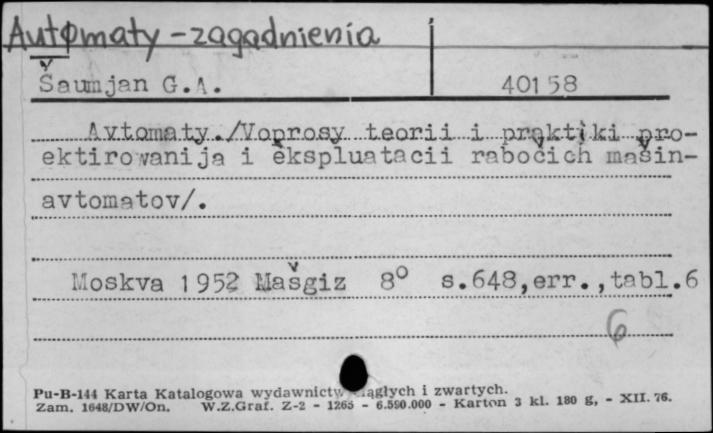 Automaty - zagadnienia
Šaumjan G.A.
40158
Avtomaty./Voprosy teorii i praktiki pro-
ektirovanija i ekspluatacii rabočich mašin-
avtomatov/.
Moskva 1952 Mašgiz 8° s.648,err.,tabl.6
6
Pu-B-144 Karta Katalogowa wydawnictw ciągłych i zwartych.
Zam. 1648/DW/On. W.Z.Graf. Z-2 - 1265 - 6.590.000 - Karton 3 kl. 180 g, - XII. 76.